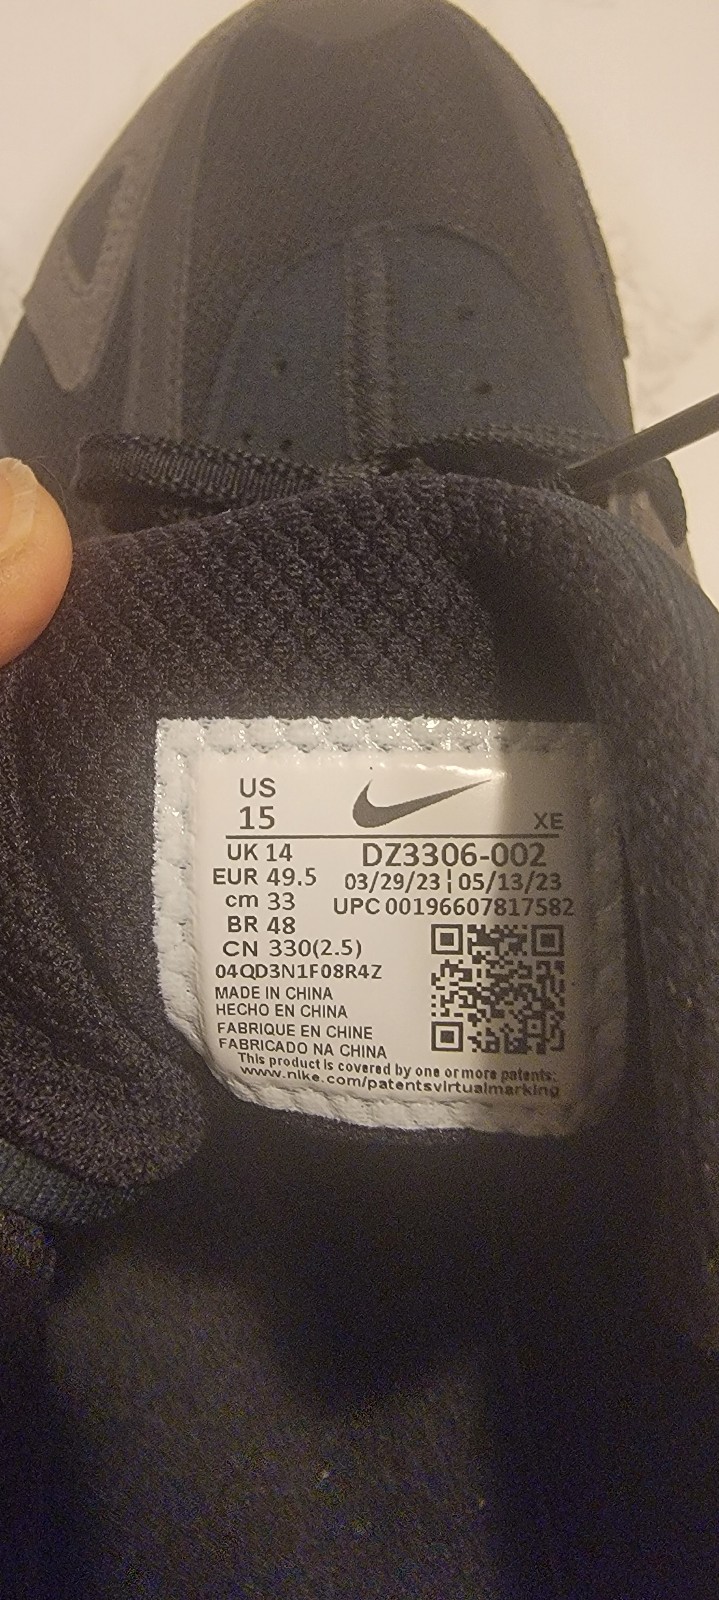 US
15
XE
UK 14
DZ3306-002
EUR 49.5
03/29/23 | 05/13/23
cm 33
UPC 00196607817582
BR 48
CN 330(2.5)
04QD3N1F08R4Z
MADE IN CHINA
HECHO EN CHINA
FABRIQUE EN CHINE
FABRICADO NA CHINA
This product is covered by one or more patents:
www.nike.com/patentsvirtualmarking